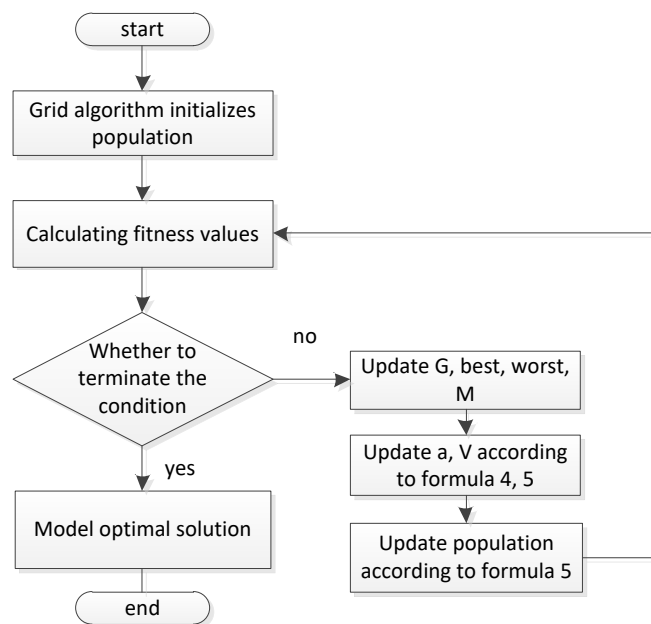 start
Grid algorithm initializes
population
Calculating fitness values
Whether to
terminate the
condition
no
Update G, best, worst,
M
Update a, V according
to formula 4, 5
Update population
according to formula 5
yes
Model optimal solution
end